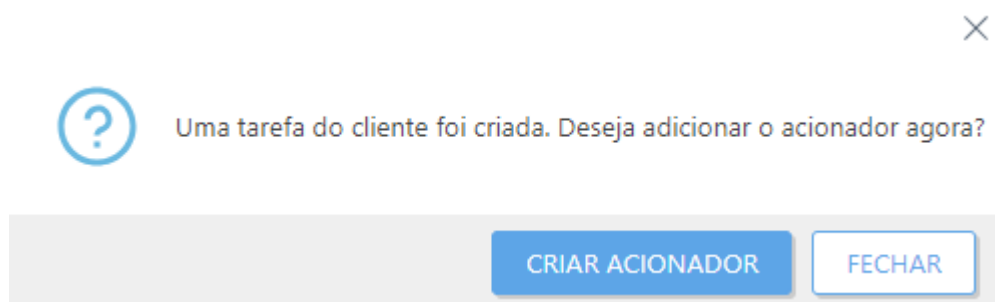 Uma tarefa do cliente foi criada. Deseja adicionar o acionador agora?
CRIAR ACIONADOR FECHAR